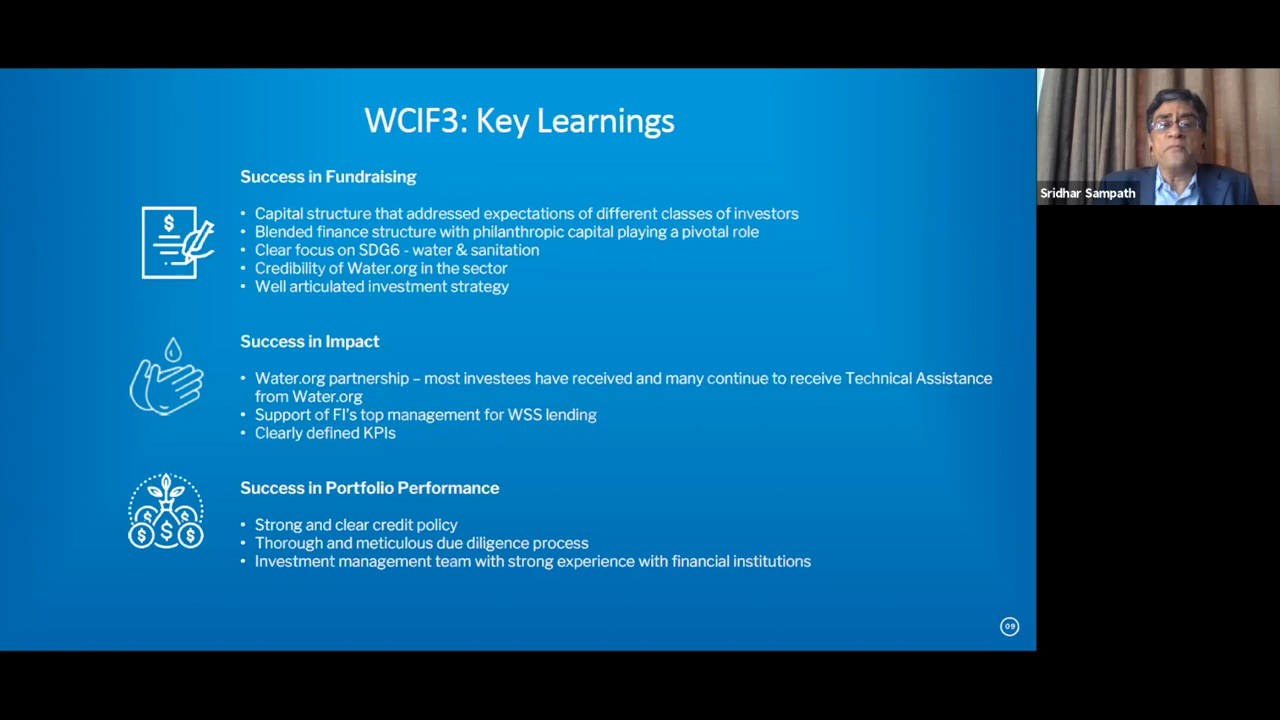 WCIF3: Key Learnings
Success in Fundraising
• Capital structure that addressed expectations of different classes of investors
• Blended finance structure with philanthropic capital playing a pivotal role
• Clear focus on SDG6 - water & sanitation
• Credibility of Water.org in the sector
• Well articulated investment strategy
Success in Impact
• Water.org partnership – most investees have received and many continue to receive Technical Assistance
from Water.org
• Support of FI's top management for WSS lending
• Clearly defined KPIs
Success in Portfolio Performance
• Strong and clear credit policy
• Thorough and meticulous due diligence process
• Investment management team with strong experience with financial institutions
09
Sridhar Sampath